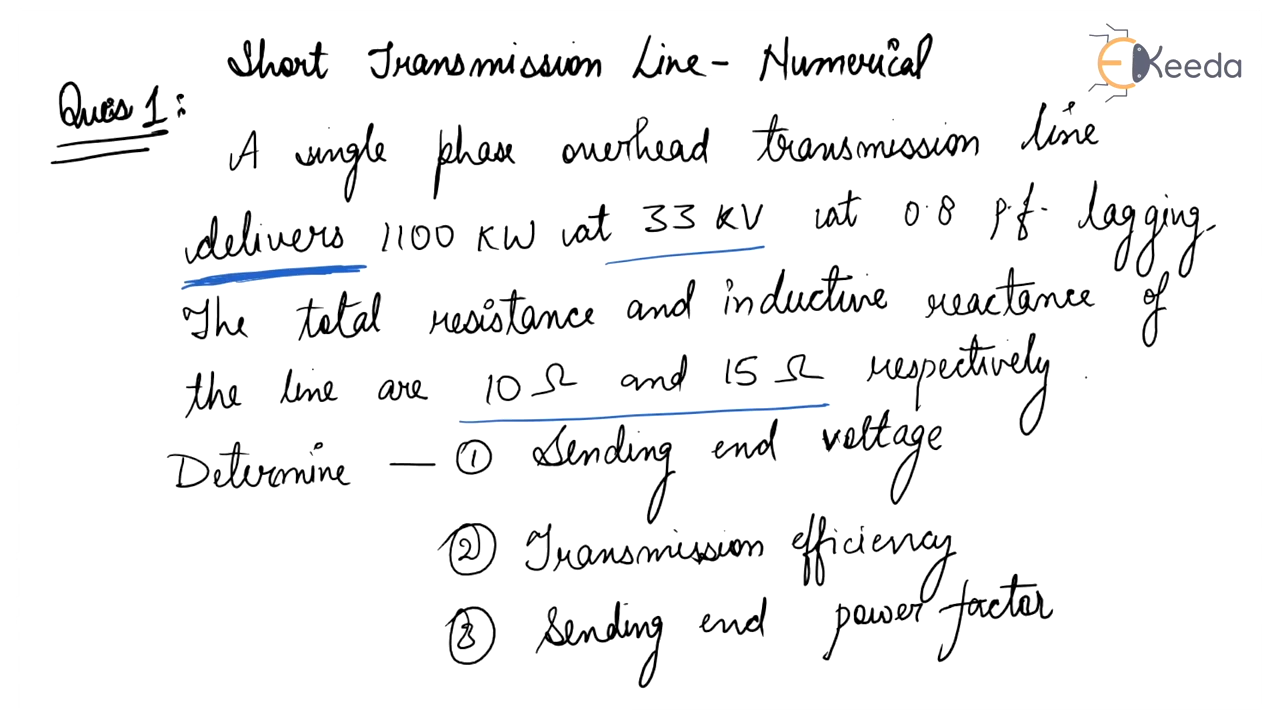 Short Transmission Line - Numerical
EKeeda
Ques 1:
A single phase overhead transmission line
delivers 1100 KW at 33 KV at 0.8 p.f. lagging.
The total resistance and inductive reactance of
the line are 10 Ω and 15 Ω respectively.
Determine — ① Sending end voltage
② Transmission efficiency
③ Sending end power factor